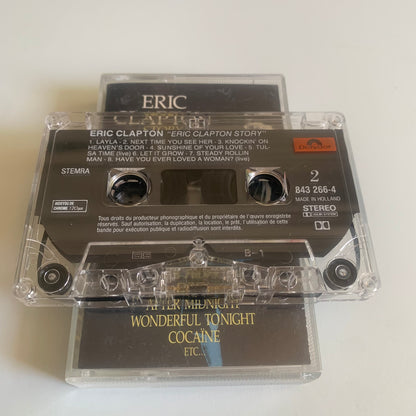 ERIC
CLAPTON
ERIC CLAPTON "ERIC CLAPTON STORY"
1. LAYLA - 2. NEXT TIME YOU SEE HER - 3. KNOCKIN' ON
HEAVEN'S DOOR - 4. SUNSHINE OF YOUR LOVE - 5. TUL-
SA TIME (live) 6. LET IT GROW - 7. STEADY ROLLIN
MAN - 8. HAVE YOU EVER LOVED A WOMAN? (live)
Polydor
STEMRA
2
843 266-4
MADE IN HOLLAND
STEREO
Tous droits du producteur phonographique et du propriétaire de l'œuvre enregistrée
réservés. Sauf autorisation, la duplication, la location, le prêt, l'utilisation de cette
bande pour exécution publique et radiodiffusion sont interdits.
B-1
AFTER MIDNIGHT
WONDERFUL TONIGHT
COCAÏNE
ETC...